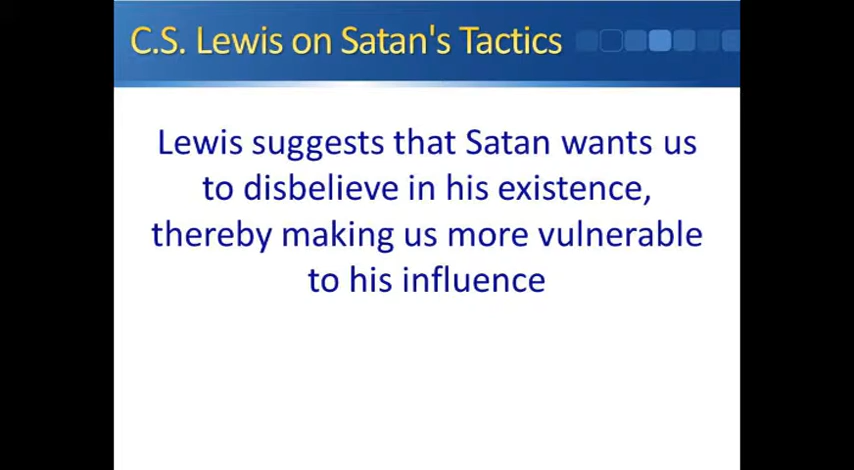 C.S. Lewis on Satan's Tactics
Lewis suggests that Satan wants us
to disbelieve in his existence,
thereby making us more vulnerable
to his influence